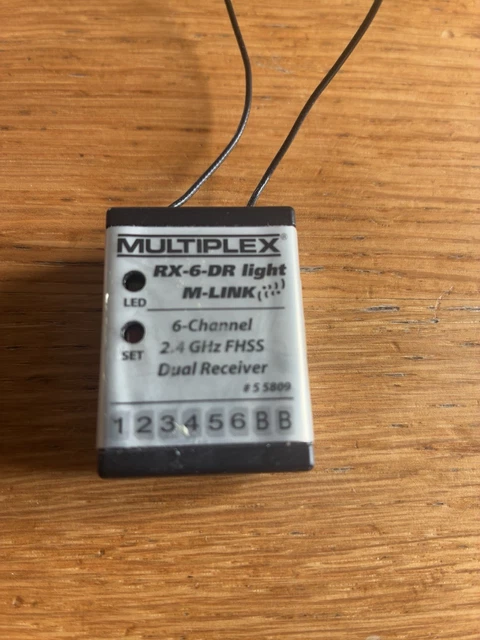 MULTIPLEX®
RX-6-DR light
M-LINK
LED
6-Channel
SET
2.4 GHz FHSS
Dual Receiver
# 5 5809
1 2 3 4 5 6 B B